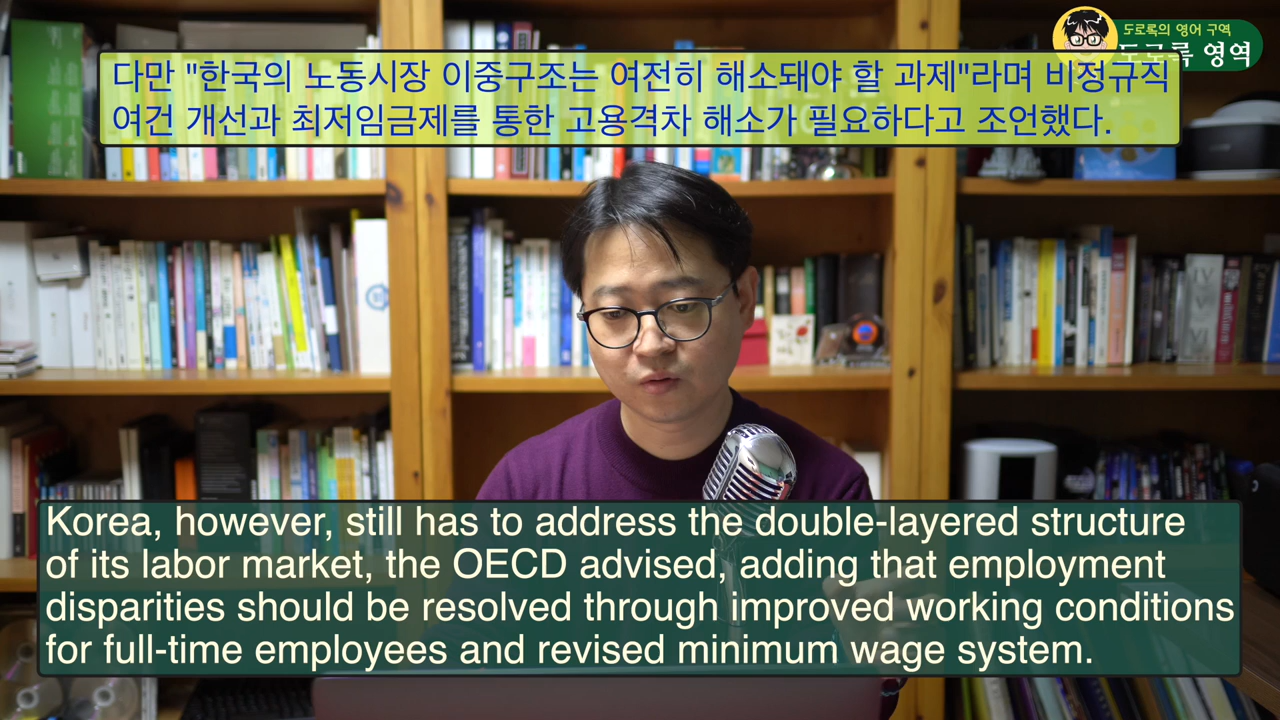 도로록의 영어 구역
도로록 영역
다만 "한국의 노동시장 이중구조는 여전히 해소돼야 할 과제"라며 비정규직
여건 개선과 최저임금제를 통한 고용격차 해소가 필요하다고 조언했다.
Korea, however, still has to address the double-layered structure
of its labor market, the OECD advised, adding that employment
disparities should be resolved through improved working conditions
for full-time employees and revised minimum wage system.